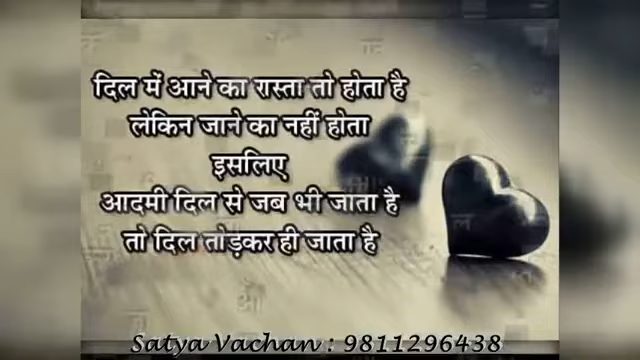 दिल में आने का रास्ता तो होता है
लेकिन जाने का नहीं होता
इसलिए
आदमी दिल से जब भी जाता है
तो दिल तोड़कर ही जाता है
Satya Vachan : 9811296438